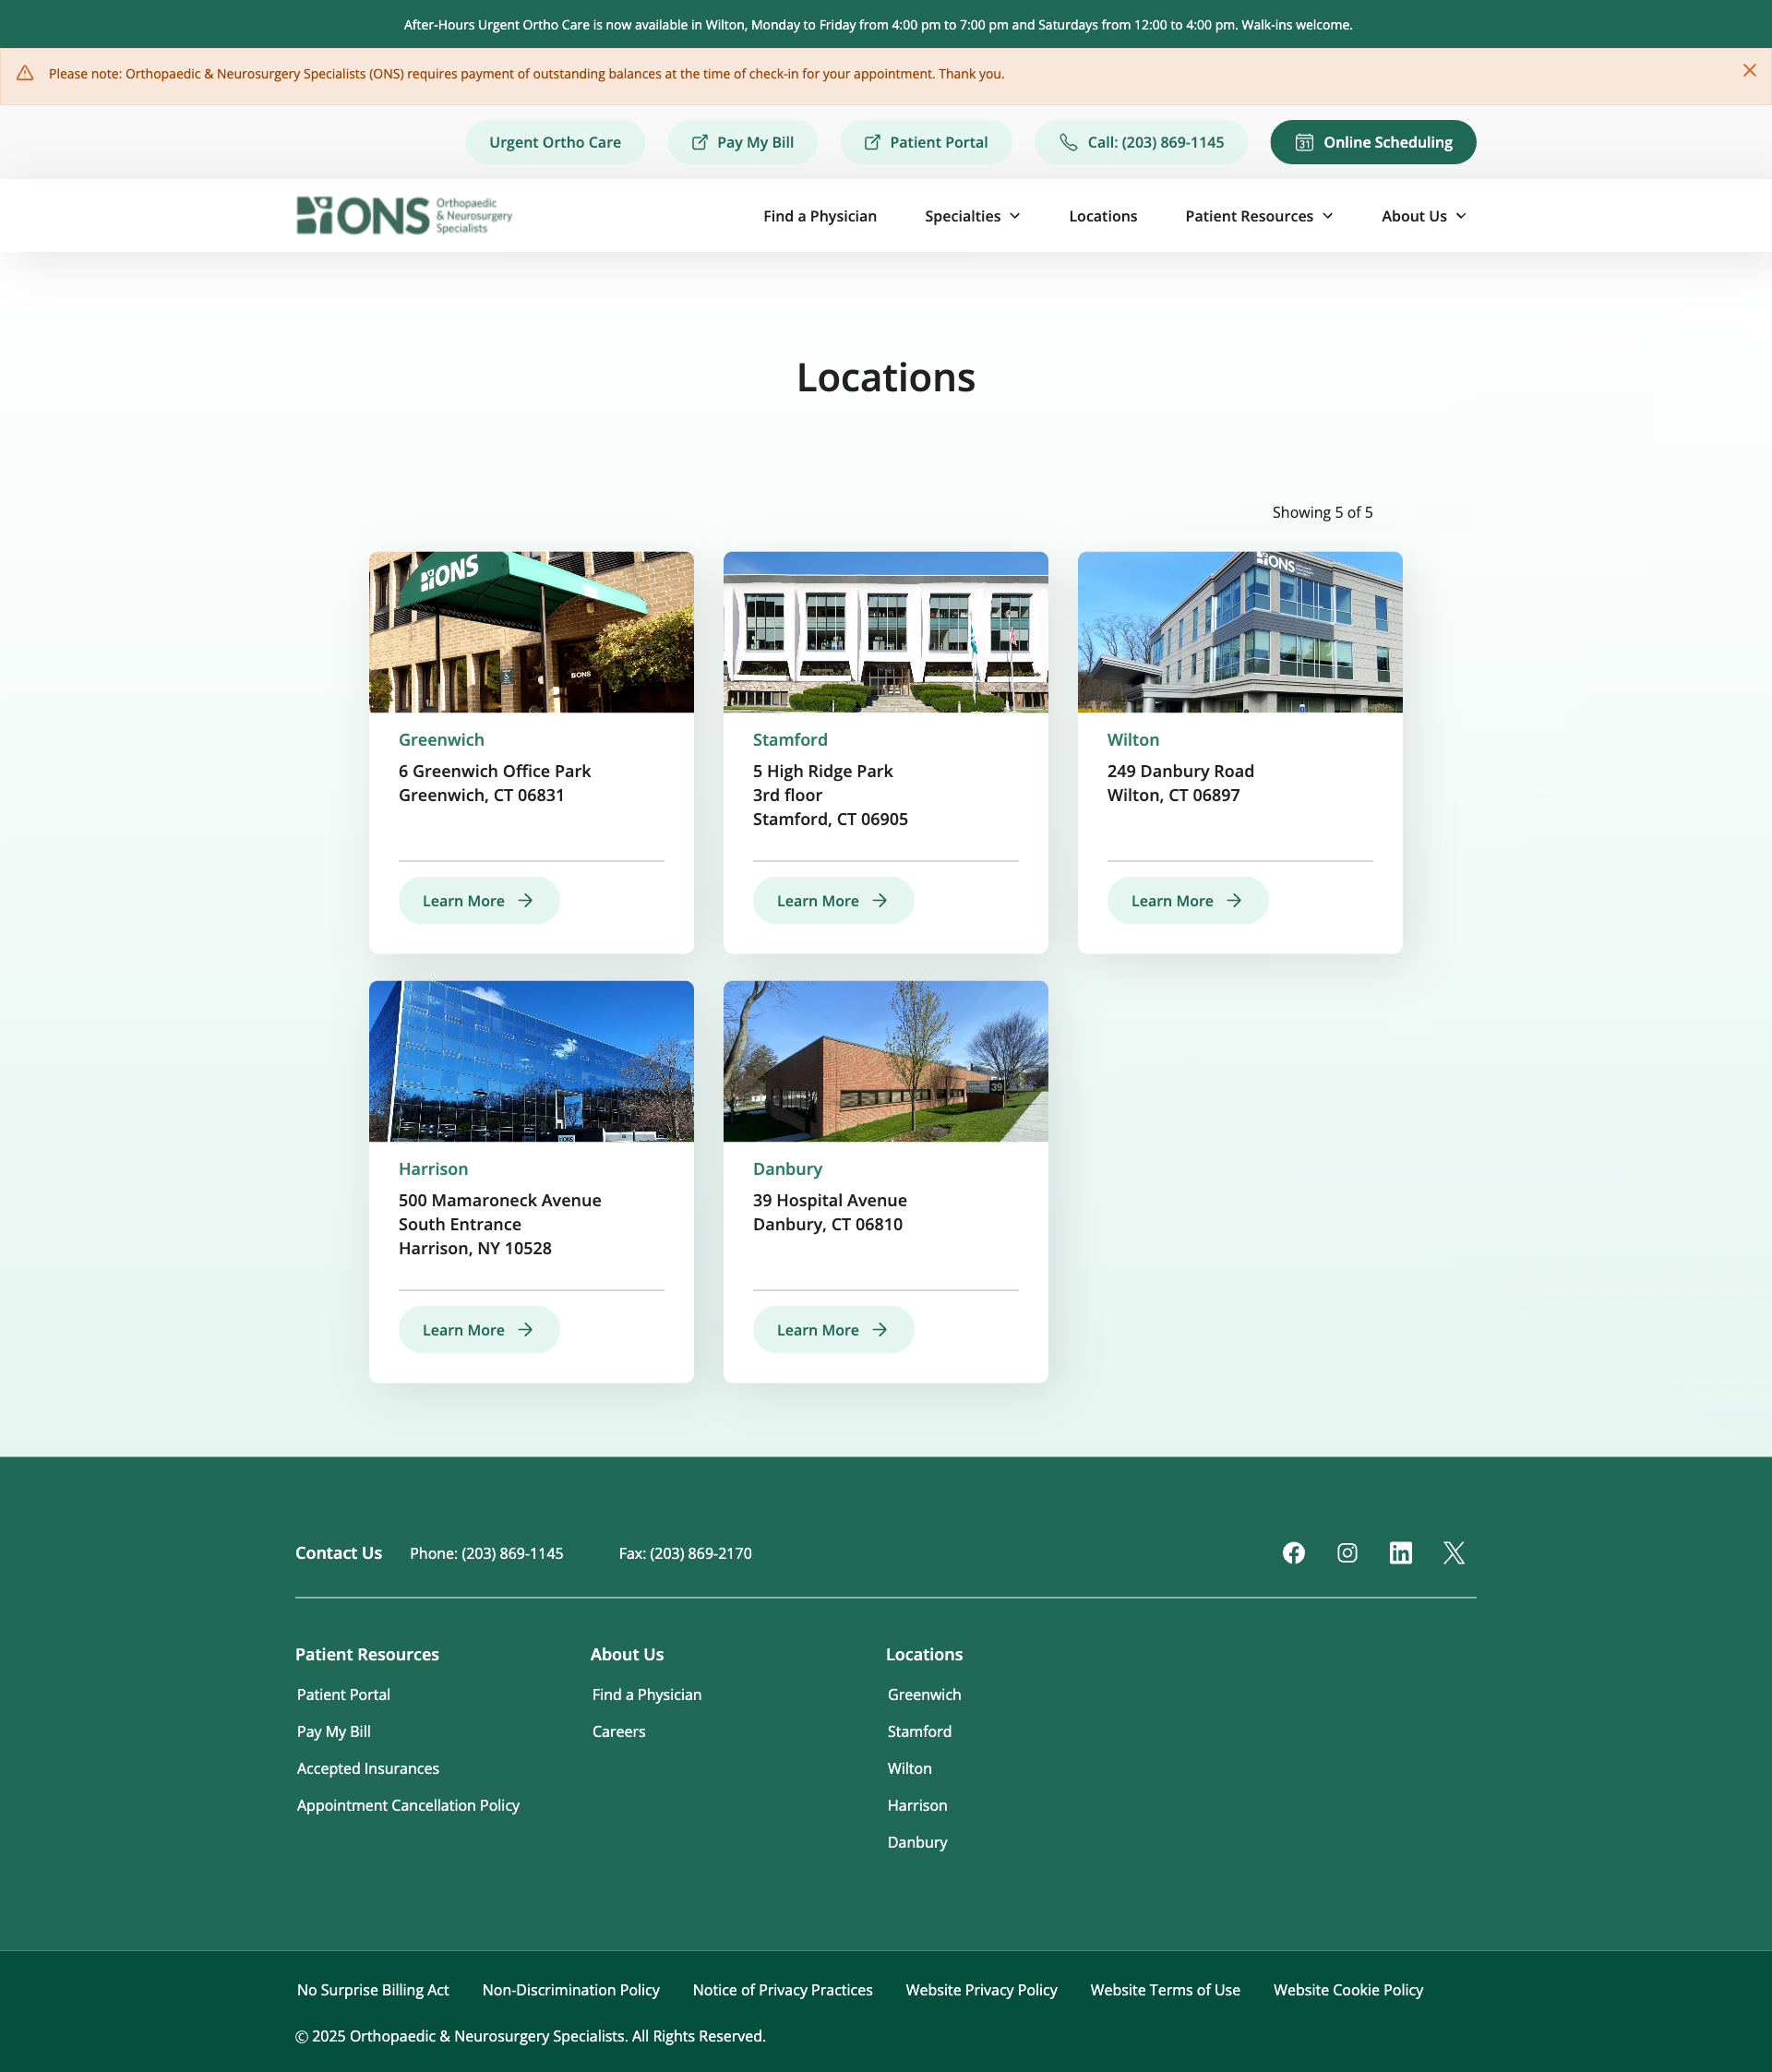 After-Hours Urgent Ortho Care is now available in Wilton, Monday to Friday from 4:00 pm to 7:00 pm and Saturdays from 12:00 to 4:00 pm. Walk-ins welcome.
Please note: Orthopaedic & Neurosurgery Specialists (ONS) requires payment of outstanding balances at the time of check-in for your appointment. Thank you.
Urgent Ortho Care
Pay My Bill
Patient Portal
Call: (203) 869-1145
31
Online Scheduling
ONS
Orthopaedic
& Neurosurgery
Specialists
Find a Physician
Specialties
Locations
Patient Resources
About Us
Locations
Showing 5 of 5
ONS
ONS
ONS
Greenwich
6 Greenwich Office Park
Greenwich, CT 06831
Learn More
Stamford
5 High Ridge Park
3rd floor
Stamford, CT 06905
Learn More
Wilton
249 Danbury Road
Wilton, CT 06897
Learn More
ONS
39
Harrison
500 Mamaroneck Avenue
South Entrance
Harrison, NY 10528
Learn More
Danbury
39 Hospital Avenue
Danbury, CT 06810
Learn More
Contact Us
Phone: (203) 869-1145
Fax: (203) 869-2170
Patient Resources
Patient Portal
Pay My Bill
Accepted Insurances
Appointment Cancellation Policy
About Us
Find a Physician
Careers
Locations
Greenwich
Stamford
Wilton
Harrison
Danbury
No Surprise Billing Act
Non-Discrimination Policy
Notice of Privacy Practices
Website Privacy Policy
Website Terms of Use
Website Cookie Policy
© 2025 Orthopaedic & Neurosurgery Specialists. All Rights Reserved.